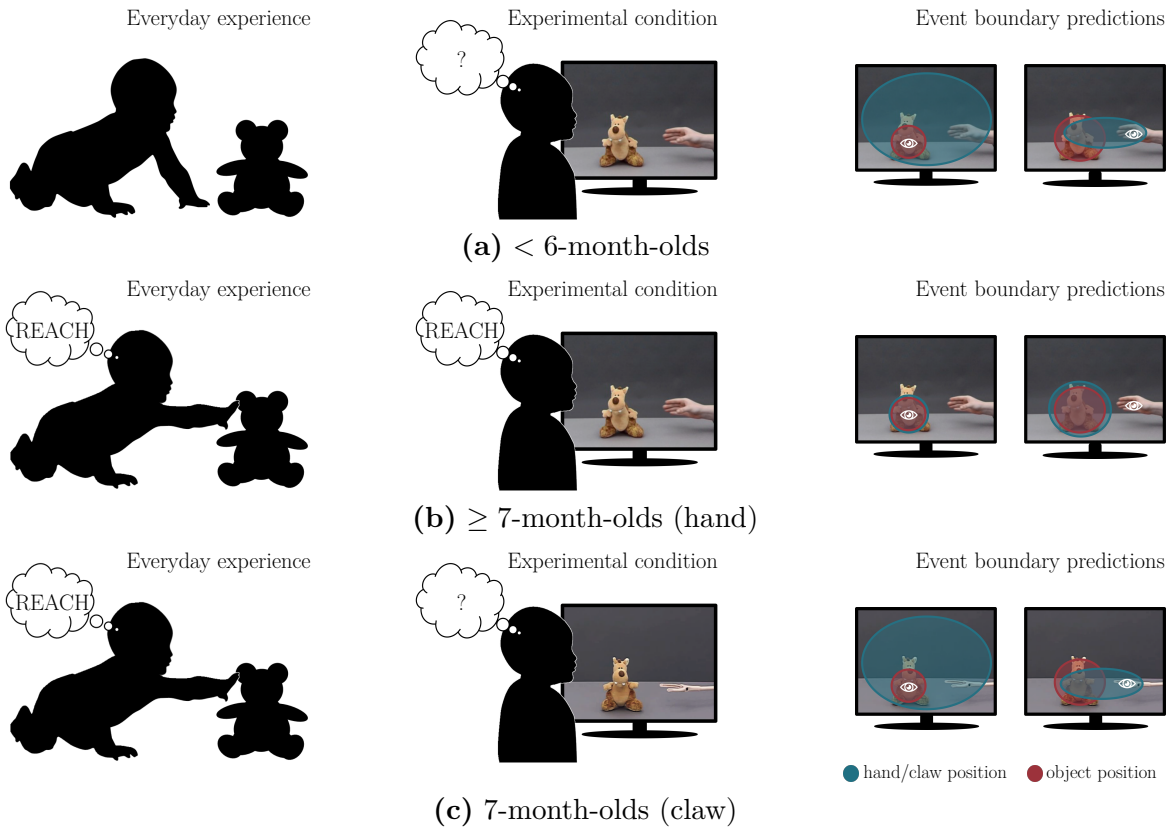 Everyday experience
Experimental condition
Event boundary predictions
?
(a) < 6-month-olds
Everyday experience
Experimental condition
Event boundary predictions
REACH
REACH
(b) ≥ 7-month-olds (hand)
Everyday experience
Experimental condition
Event boundary predictions
REACH
?
hand/claw position
object position
(c) 7-month-olds (claw)